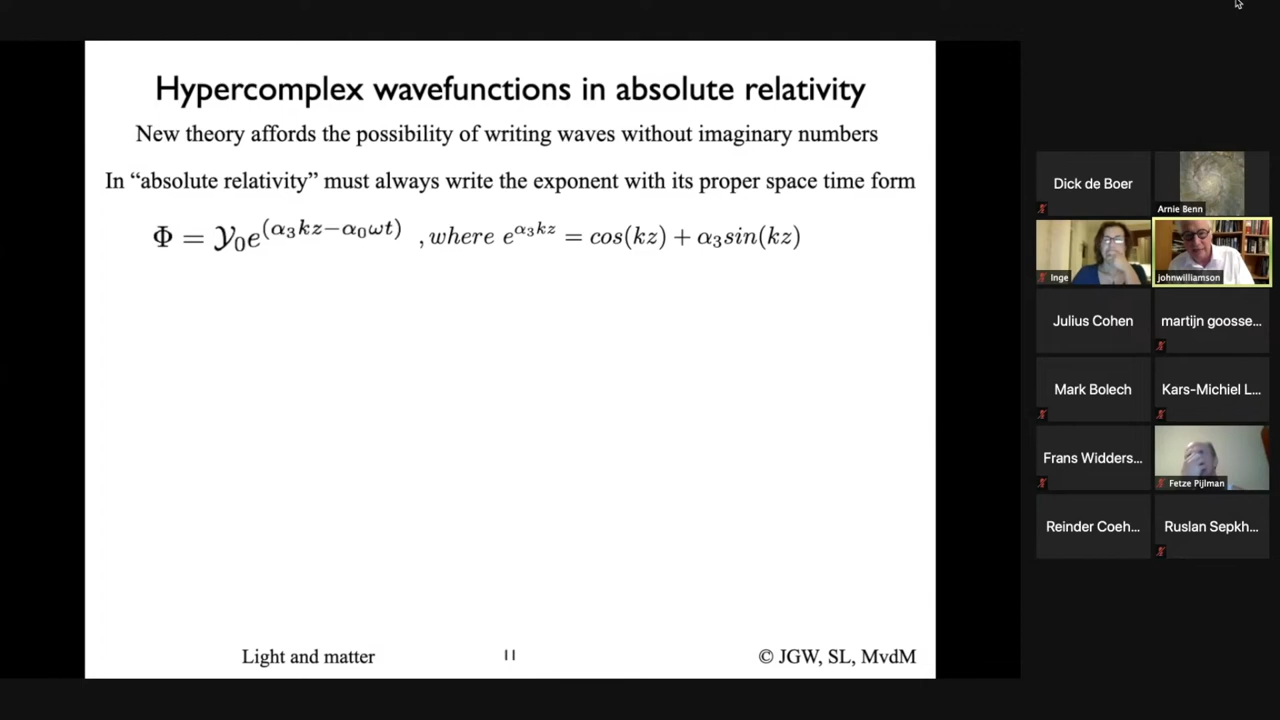 Hypercomplex wavefunctions in absolute relativity
New theory affords the possibility of writing waves without imaginary numbers
In “absolute relativity” must always write the exponent with its proper space time form
Φ = 𝒴₀e^(α₃kz−α₀ωt) , where e^α₃kz = cos(kz) + α₃sin(kz)
Light and matter
11
© JGW, SL, MvdM
Dick de Boer
Arnie Benn
Inge
johnwilliamson
Julius Cohen
martijn goosse...
Mark Bolech
Kars-Michiel L...
Frans Widders...
Fetze Pijlman
Reinder Coeh...
Ruslan Sepkh...